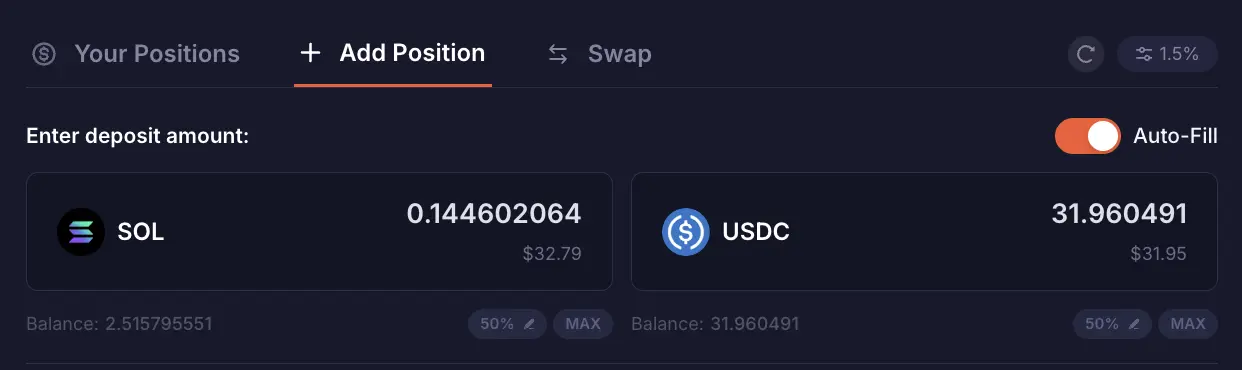 Your Positions
Add Position
Swap
1.5%
Enter deposit amount:
Auto-Fill
SOL
0.144602064
$32.79
USDC
31.960491
$31.95
Balance: 2.515795551
50%
MAX
Balance: 31.960491
50%
MAX